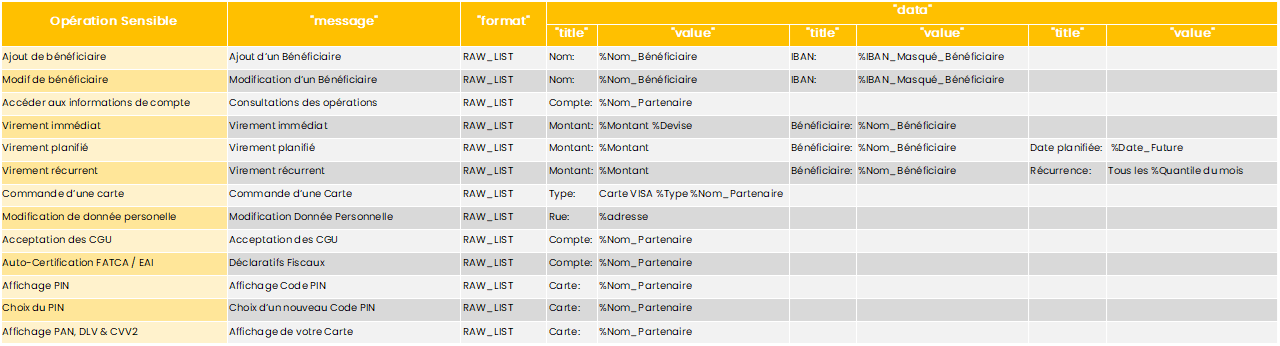 Opération Sensible "message" "format" "data"
"title" "value" "title" "value" "title" "value"
Ajout de bénéficiaire Ajout d'un Bénéficiaire RAW_LIST Nom: %Nom_Bénéficiaire IBAN: %IBAN_Masqué_Bénéficiaire
Modif de bénéficiaire Modification d'un Bénéficiaire RAW_LIST Nom: %Nom_Bénéficiaire IBAN: %IBAN_Masqué_Bénéficiaire
Accéder aux informations de compte Consultations des opérations RAW_LIST Compte: %Nom_Partenaire
Virement immédiat Virement immédiat RAW_LIST Montant: %Montant %Devise Bénéficiaire: %Nom_Bénéficiaire
Virement planifié Virement planifié RAW_LIST Montant: %Montant Bénéficiaire: %Nom_Bénéficiaire Date planifiée: %Date_Future
Virement récurrent Virement récurrent RAW_LIST Montant: %Montant Bénéficiaire: %Nom_Bénéficiaire Récurrence: Tous les %Quantile du mois
Commande d'une carte Commande d'une Carte RAW_LIST Type: Carte VISA %Type %Nom_Partenaire
Modification de donnée personelle Modification Donnée Personnelle RAW_LIST Rue: %adresse
Acceptation des CGU Acceptation des CGU RAW_LIST Compte: %Nom_Partenaire
Auto-Certification FATCA / EAI Déclaratifs Fiscaux RAW_LIST Compte: %Nom_Partenaire
Affichage PIN Affichage Code PIN RAW_LIST Carte: %Nom_Partenaire
Choix du PIN Choix d'un nouveau Code PIN RAW_LIST Carte: %Nom_Partenaire
Affichage PAN, DLV & CVV2 Affichage de votre Carte RAW_LIST Carte: %Nom_Partenaire